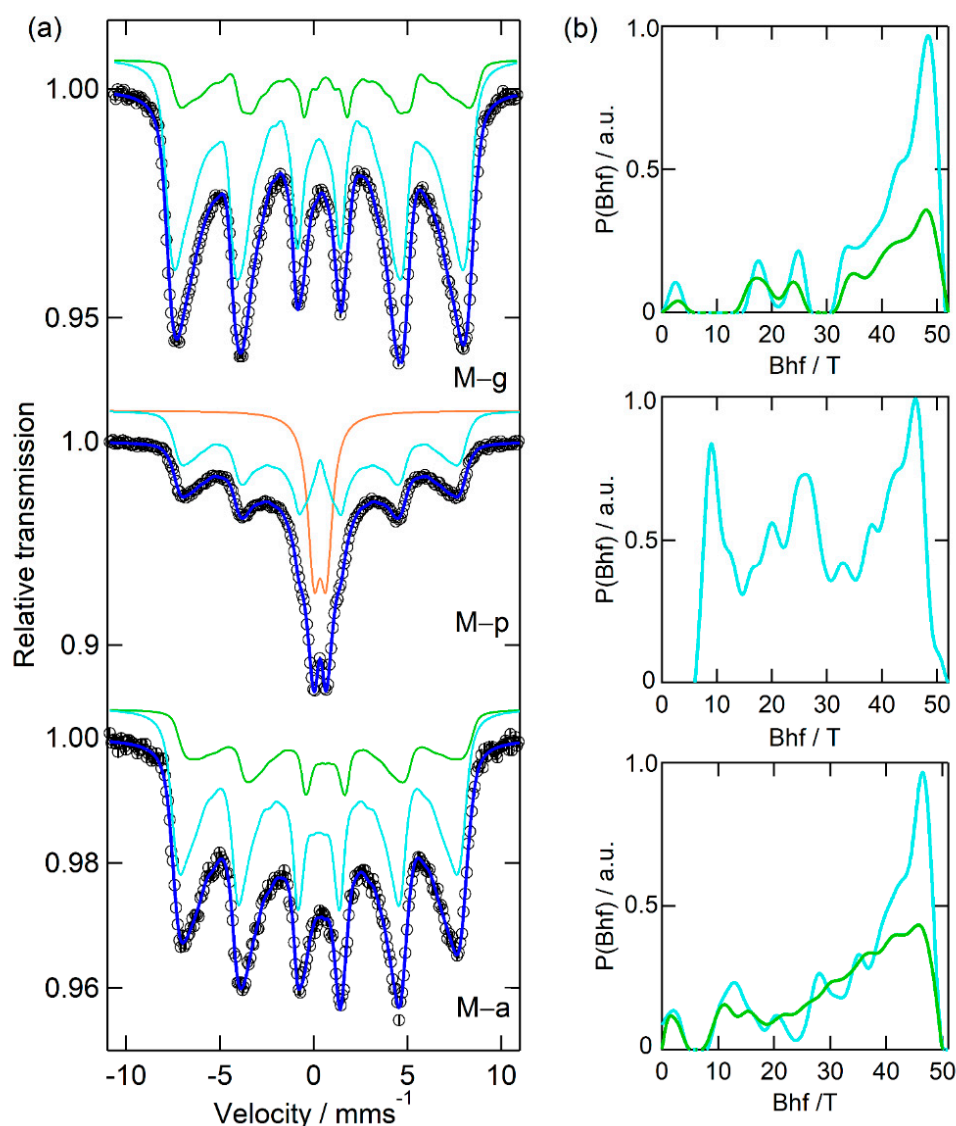 (a)
1.00
0.95
M–g
1.0
0.9
M–p
1.00
0.98
0.96
M–a
Relative transmission
-10 -5 0 5 10
Velocity / mms⁻¹
(b)
1.0
0.5
0
P(Bhf) / a.u.
0 10 20 30 40 50
Bhf / T
1.0
0.5
0
P(Bhf) / a.u.
0 10 20 30 40 50
Bhf / T
1.0
0.5
0
P(Bhf) / a.u.
0 10 20 30 40 50
Bhf /T